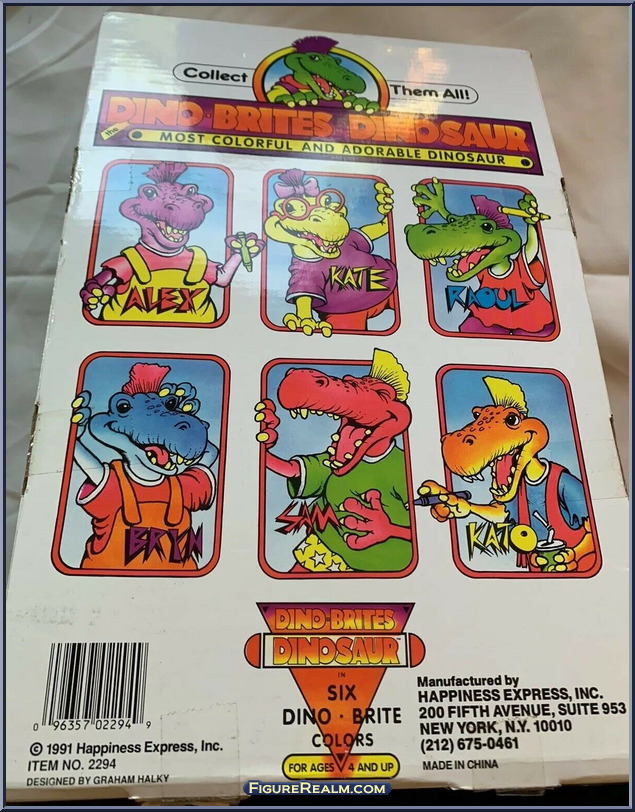 Collect
Them All!
DINO-BRITES DINOSAUR
the MOST COLORFUL AND ADORABLE DINOSAUR
ALEX
KATE
RAOUL
BRYN
SAM
KATO
DINO-BRITES
DINOSAUR™
IN
SIX
DINO · BRITE
COLORS
FOR AGES 4 AND UP
0 96357 02294 9
© 1991 Happiness Express, Inc.
ITEM NO. 2294
DESIGNED BY GRAHAM HALKY
Manufactured by
HAPPINESS EXPRESS, INC.
200 FIFTH AVENUE, SUITE 953
NEW YORK, N.Y. 10010
(212) 675-0461
MADE IN CHINA
FIGUREREALM.COM